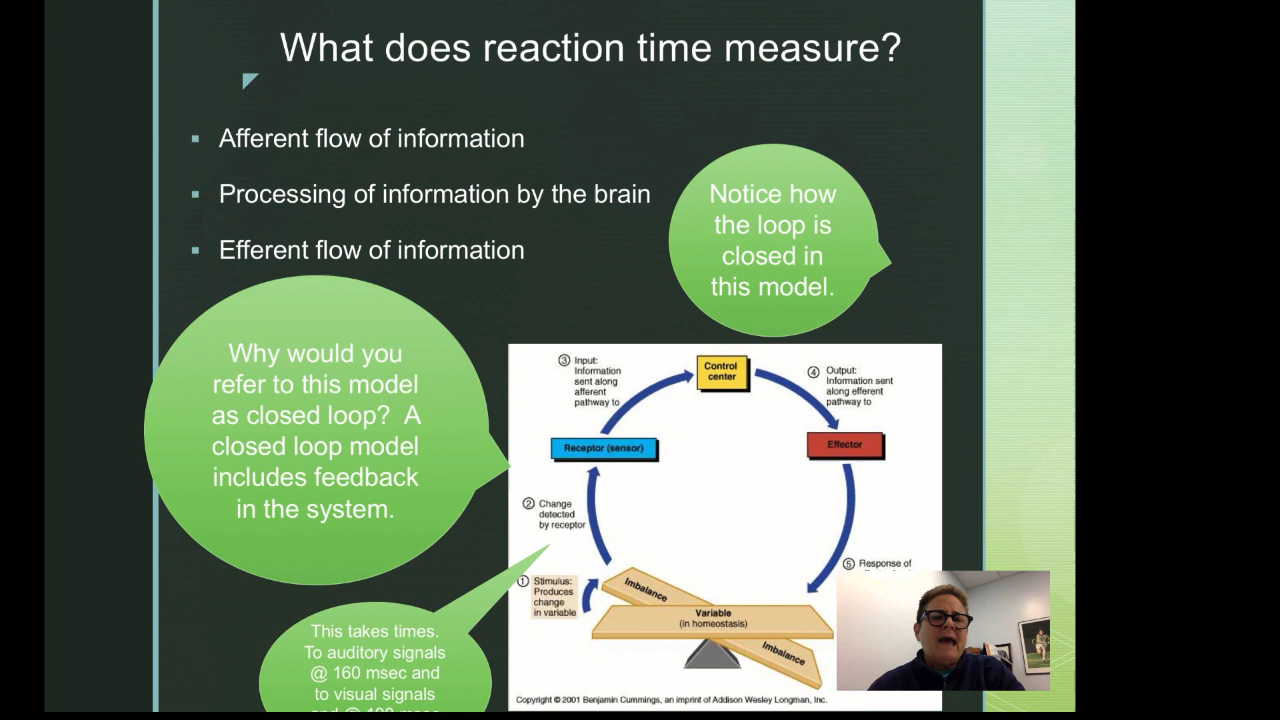 What does reaction time measure?
Afferent flow of information
Processing of information by the brain
Efferent flow of information
Notice how
the loop is
closed in
this model.
Why would you
refer to this model
as closed loop? A
closed loop model
includes feedback
in the system.
This takes times.
To auditory signals
@ 160 msec and
to visual signals
③ Input:
Information
sent along
afferent
pathway to
Control
center
④ Output:
Information sent
along efferent
pathway to
Receptor (sensor)
Effector
② Change
detected
by receptor
① Stimulus:
Produces
change
in variable
⑤ Response of
Imbalance
Variable
(in homeostasis)
Imbalance
Copyright © 2001 Benjamin Cummings, an imprint of Addison Wesley Longman, Inc.